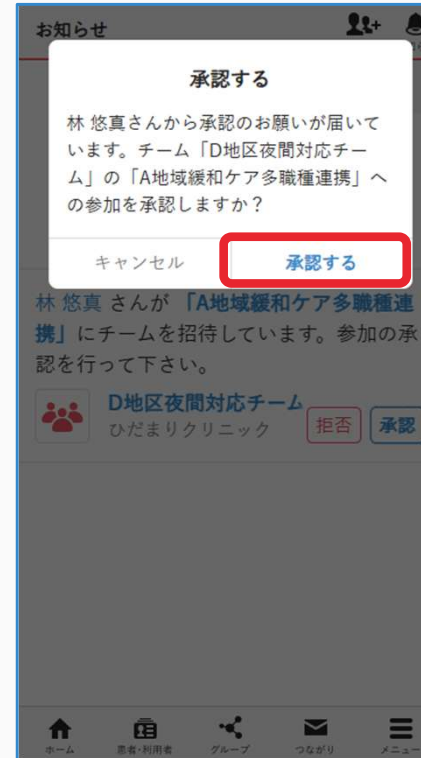 お知らせ
承認する
林 悠真さんから承認のお願いが届いて
います。チーム「D地区夜間対応チー
ム」の「A地域緩和ケア多職種連携」へ
の参加を承認しますか？
キャンセル 承認する
林 悠真 さんが 「A地域緩和ケア多職種連
携」にチームを招待しています。参加の承
認を行って下さい。
D地区夜間対応チーム
ひだまりクリニック 拒否 承認
ホーム 患者・利用者 グループ つながり メニュー